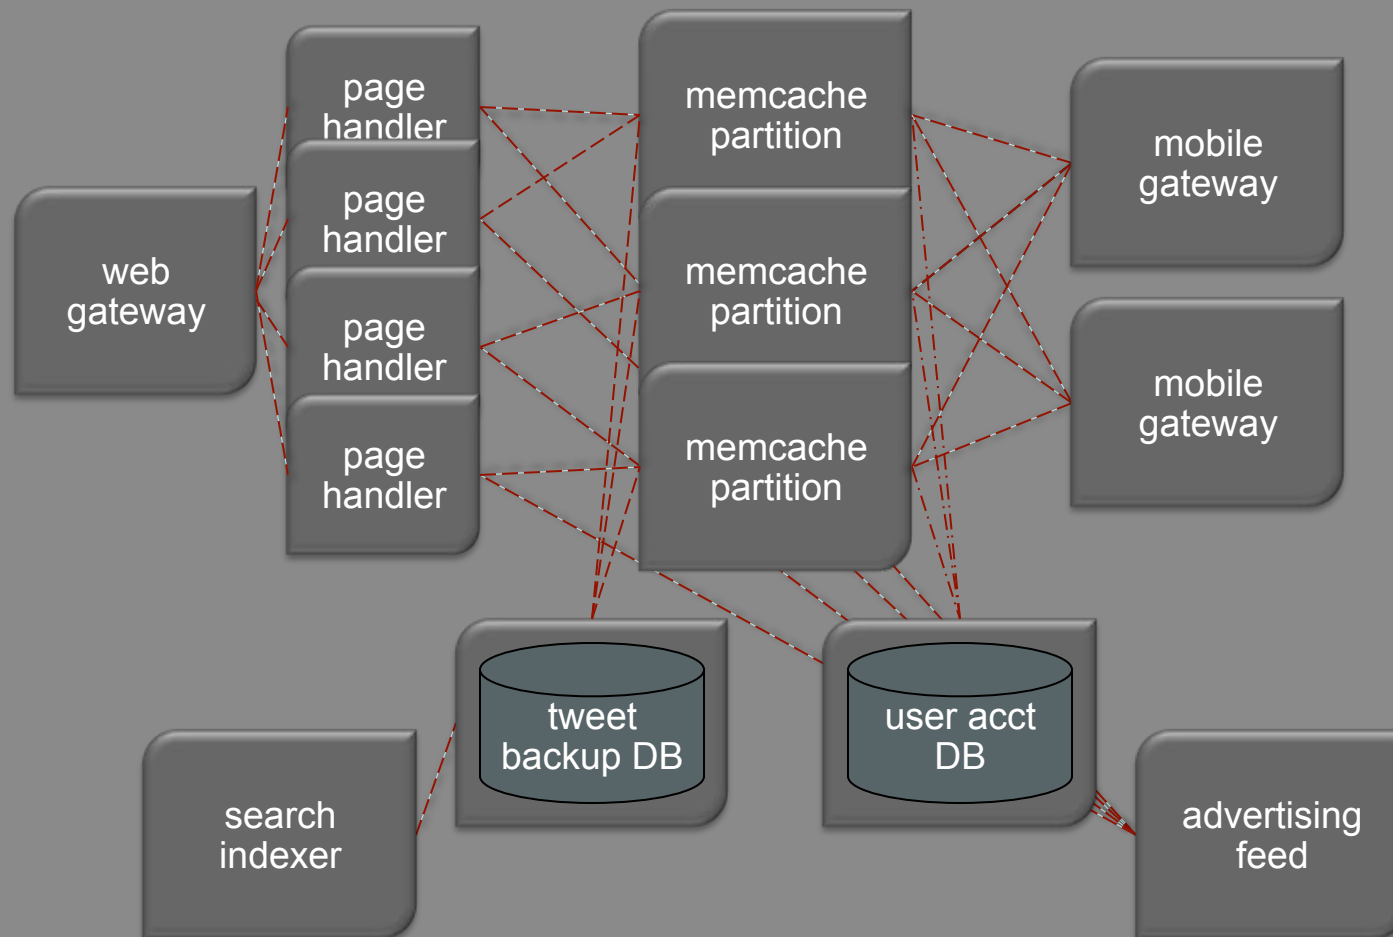 page
handler
page
handler
page
handler
page
handler
web
gateway
memcache
partition
memcache
partition
memcache
partition
mobile
gateway
mobile
gateway
tweet
backup DB
user acct
DB
search
indexer
advertising
feed